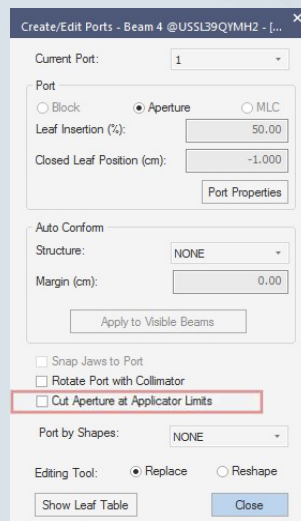 Create/Edit Ports - Beam 4 @USSL39QYMH2 - [...
Current Port: 1
Port
Block Aperture MLC
Leaf Insertion (%): 50.00
Closed Leaf Position (cm): -1.000
Port Properties
Auto Conform
Structure: NONE
Margin (cm): 0.00
Apply to Visible Beams
Snap Jaws to Port
Rotate Port with Collimator
Cut Aperture at Applicator Limits
Port by Shapes: NONE
Editing Tool: Replace Reshape
Show Leaf Table Close